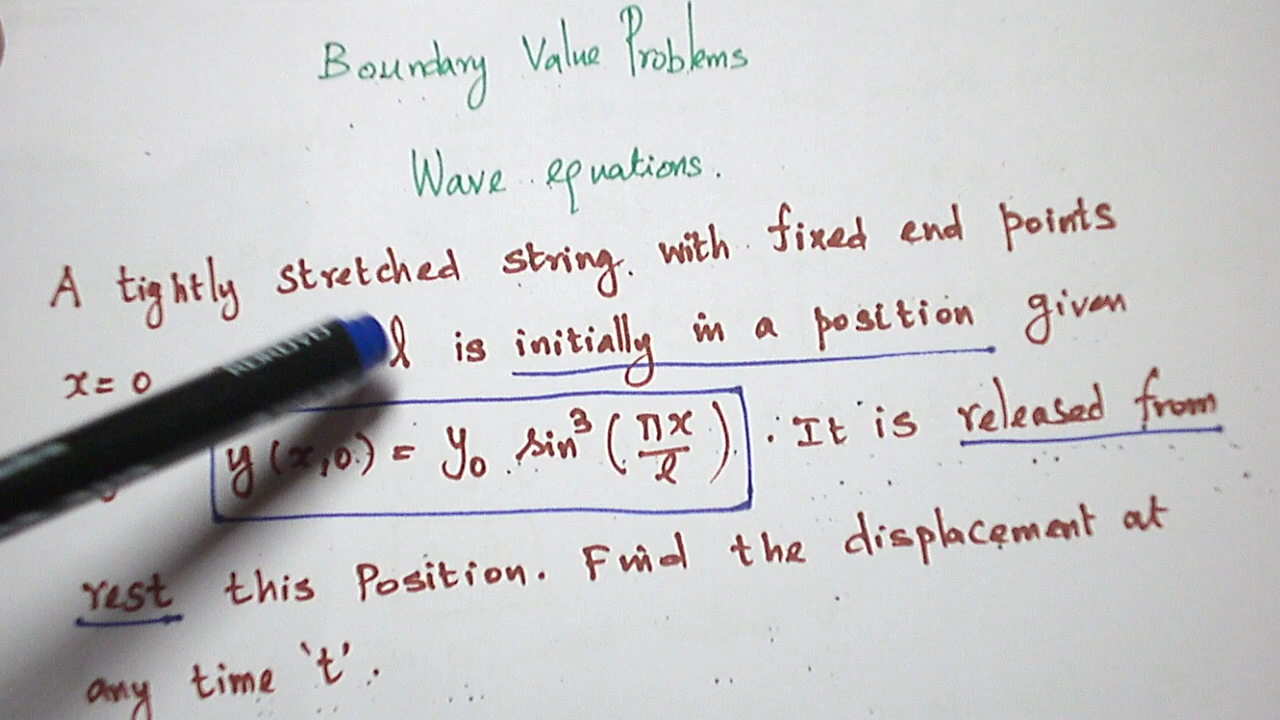 Boundary Value Problems
Wave equations.
A tightly stretched string. with fixed end points
x=0 l is initially in a position given
y(x,0) = y₀ sin³(πx/l). It is released from
rest this Position. Find the displacement at
any time 't'.